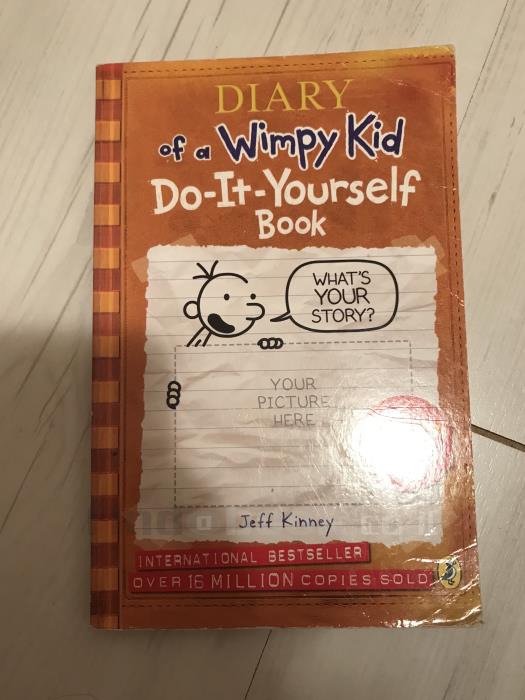 DIARY
of a Wimpy Kid
Do-It-Yourself
Book
WHAT'S
YOUR
STORY?
YOUR
PICTURE
HERE
Jeff Kinney
INTERNATIONAL BESTSELLER
OVER 16 MILLION COPIES SOLD